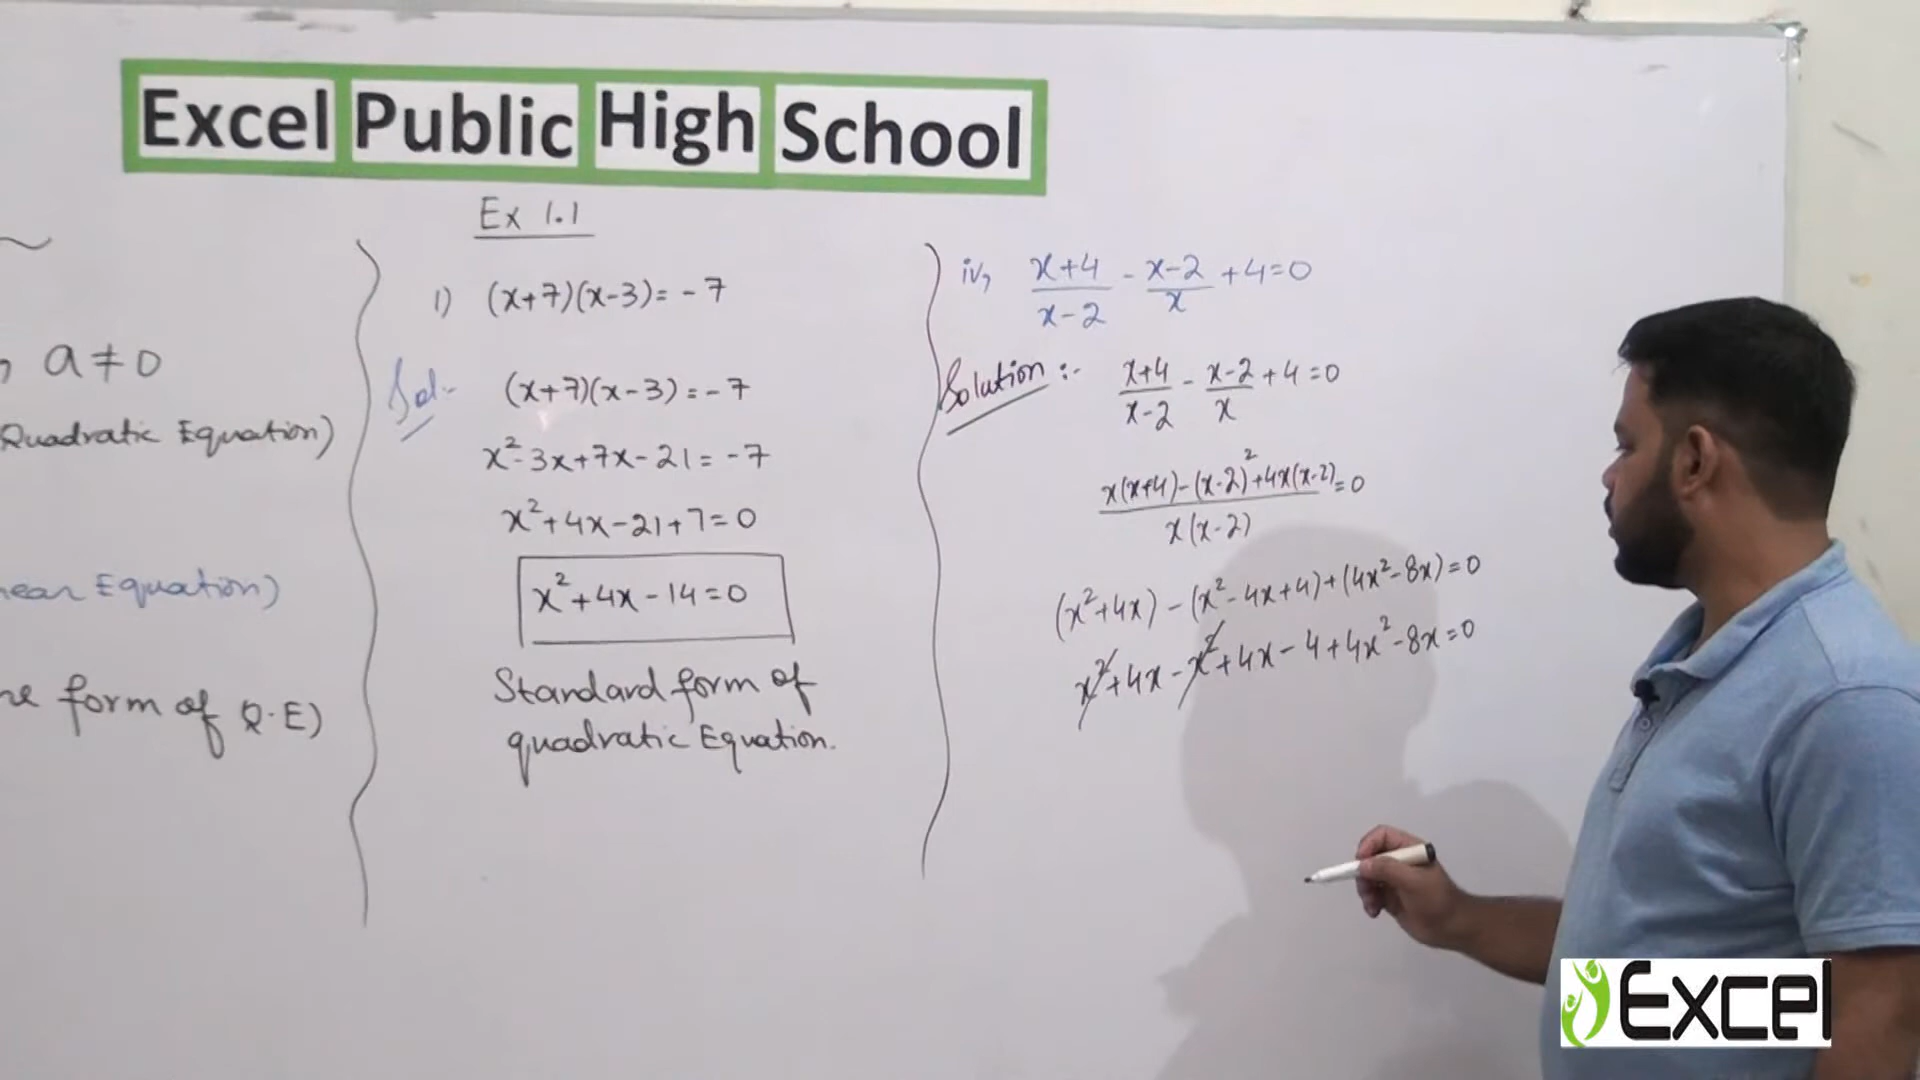 Excel Public High School
a ≠ 0
Quadratic Equation)
Equation)
form of Q.E)
Ex 1.1
1) (x+7)(x-3)= -7
Sol:-
(x+7)(x-3)=-7
x²-3x+7x-21=-7
x²+4x-21+7=0
x²+4x-14=0
Standard form of
quadratic Equation.
iv, (x+4)/(x-2) - (x-2)/x +4=0
Solution:- (x+4)/(x-2) - (x-2)/x +4=0
(x(x+4)-(x-2)²+4x(x-2))/(x(x-2)) =0
(x²+4x)-(x²-4x+4)+(4x²-8x)=0
x²+4x-x²+4x-4+4x²-8x=0
Excel